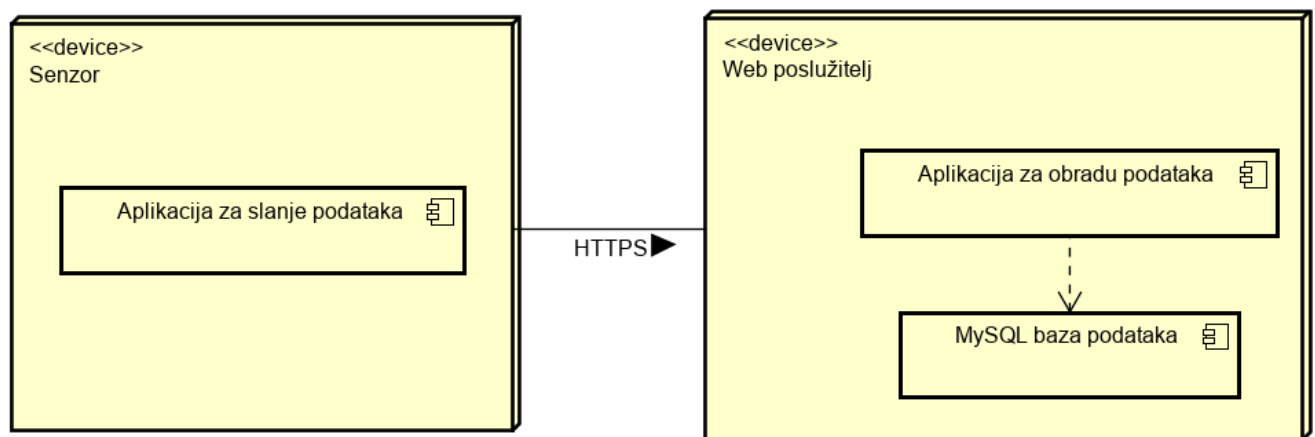 <<device>>
Senzor
Aplikacija za slanje podataka
HTTPS
<<device>>
Web poslužitelj
Aplikacija za obradu podataka
MySQL baza podataka